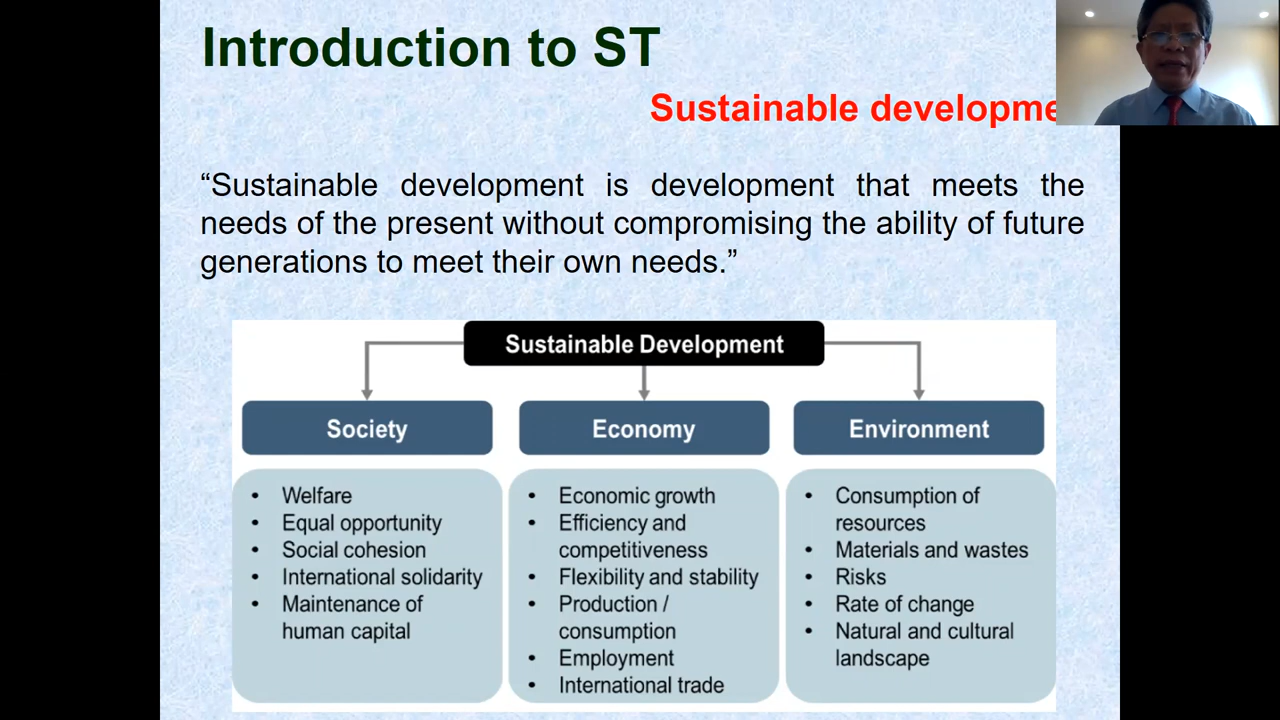 Introduction to ST
Sustainable developme
“Sustainable development is development that meets the
needs of the present without compromising the ability of future
generations to meet their own needs.”
Sustainable Development
Society
• Welfare
• Equal opportunity
• Social cohesion
• International solidarity
• Maintenance of
human capital
Economy
• Economic growth
• Efficiency and
competitiveness
• Flexibility and stability
• Production /
consumption
• Employment
• International trade
Environment
• Consumption of
resources
• Materials and wastes
• Risks
• Rate of change
• Natural and cultural
landscape